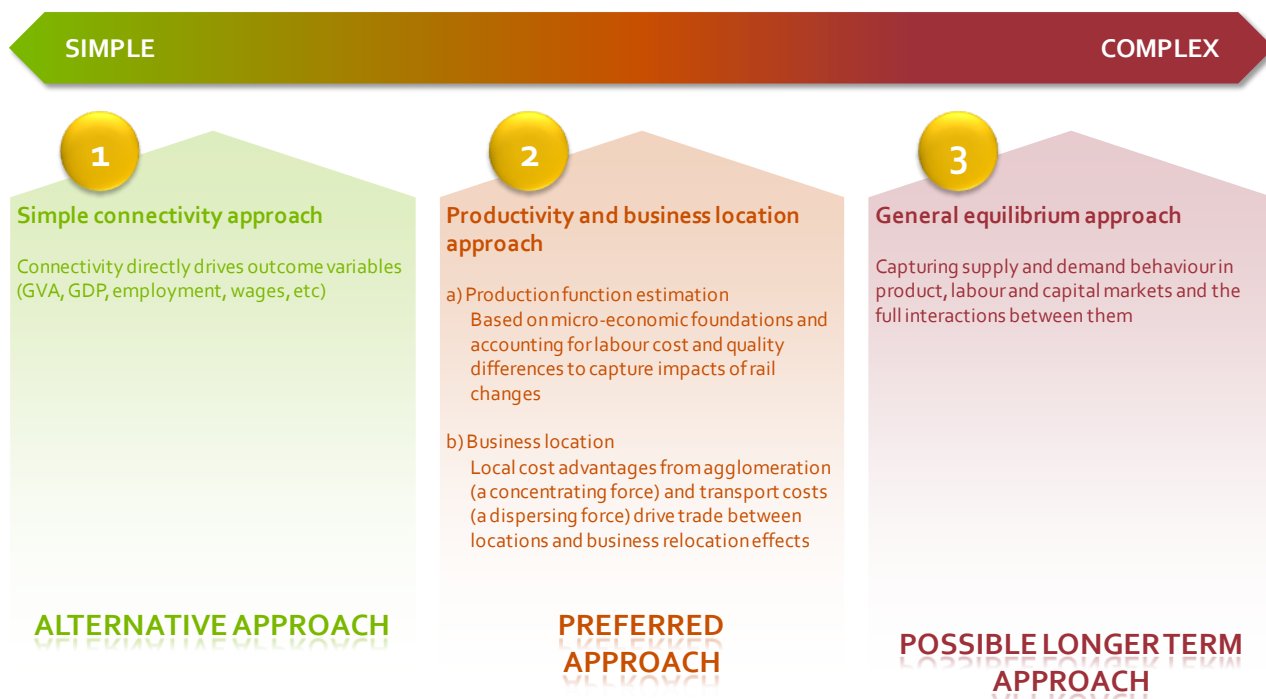 SIMPLE
COMPLEX
1
Simple connectivity approach
Connectivity directly drives outcome variables
(GVA, GDP, employment, wages, etc)
ALTERNATIVE APPROACH
2
Productivity and business location
approach
a) Production function estimation
Based on micro-economic foundations and
accounting for labour cost and quality
differences to capture impacts of rail
changes
b) Business location
Local cost advantages from agglomeration
(a concentrating force) and transport costs
(a dispersing force) drive trade between
locations and business relocation effects
PREFERRED
APPROACH
3
General equilibrium approach
Capturing supply and demand behaviour in
product, labour and capital markets and the
full interactions between them
POSSIBLE LONGER TERM
APPROACH